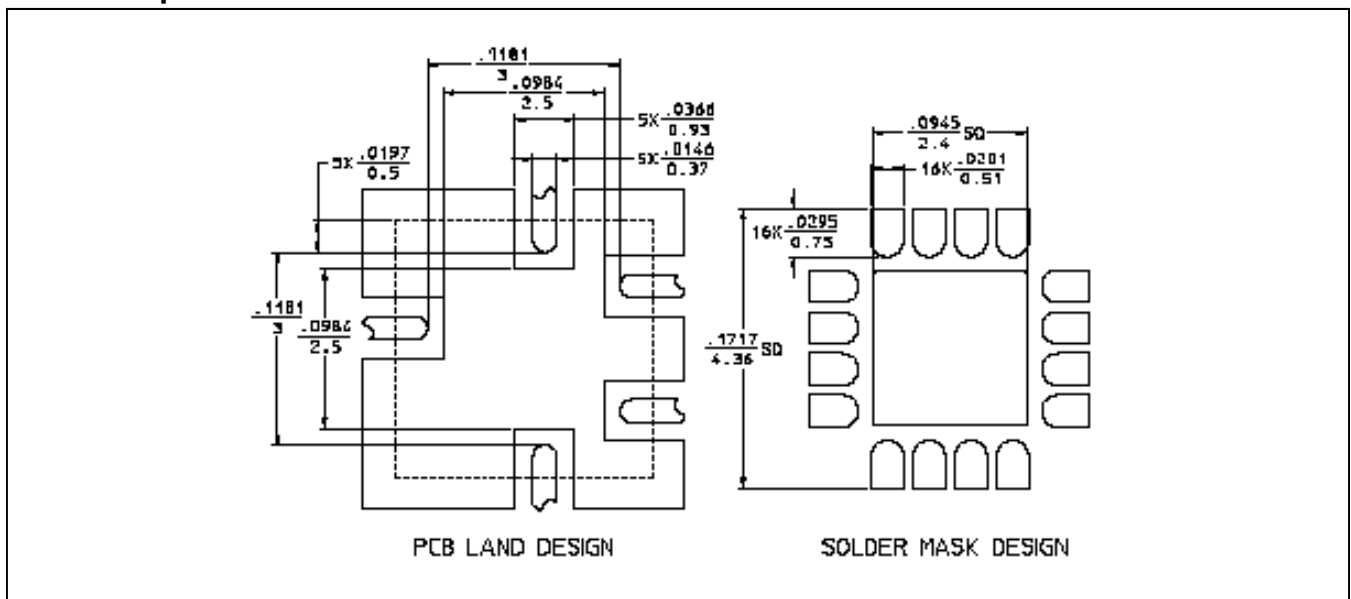 .1181
3
.0984
2.5
5X .0366
0.93
5X .0146
0.37
5X .0197
0.5
.1181
3
.0984
2.5
PCB LAND DESIGN
.0945 SQ
2.4
16X .0201
0.51
16X .0295
0.75
.1717 SQ
4.36
SOLDER MASK DESIGN